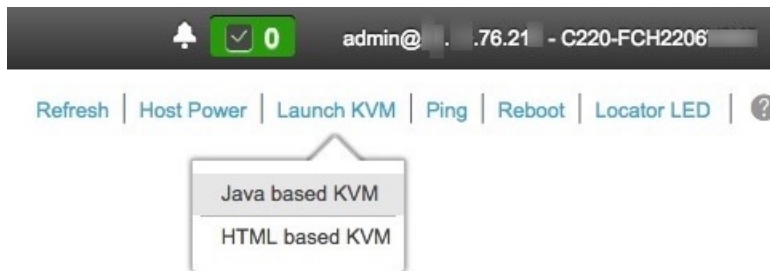 0 admin@ . .76.21 - C220-FCH2206
Refresh | Host Power | Launch KVM | Ping | Reboot | Locator LED | ?
Java based KVM
HTML based KVM